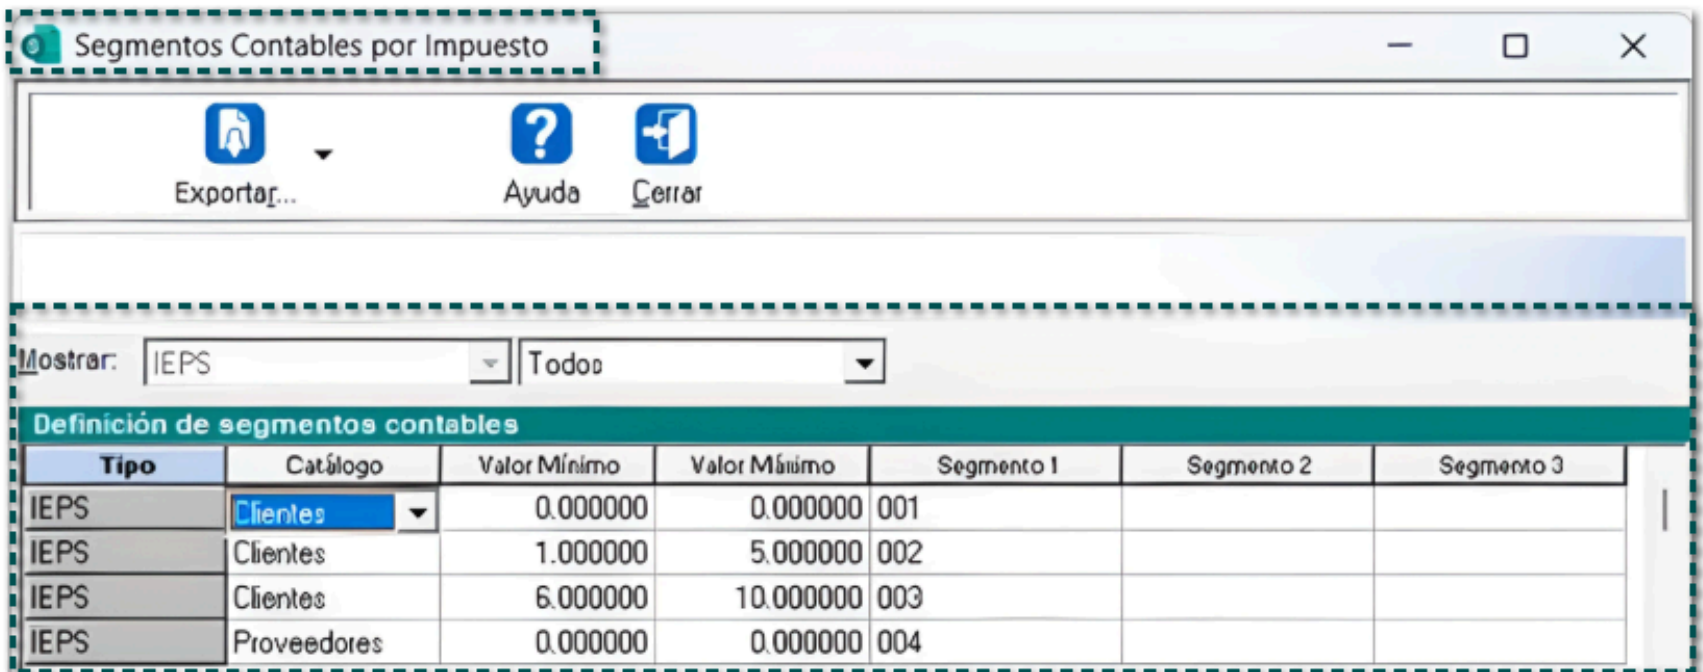 Segmentos Contables por Impuesto
Exportar...
Ayuda
Cerrar
Mostrar: IEPS Todos
Definición de segmentos contables
Tipo Catálogo Valor Mínimo Valor Máximo Segmento 1 Segmento 2 Segmento 3
IEPS Clientes 0.000000 0.000000 001
IEPS Clientes 1.000000 5.000000 002
IEPS Clientes 6.000000 10.000000 003
IEPS Proveedores 0.000000 0.000000 004